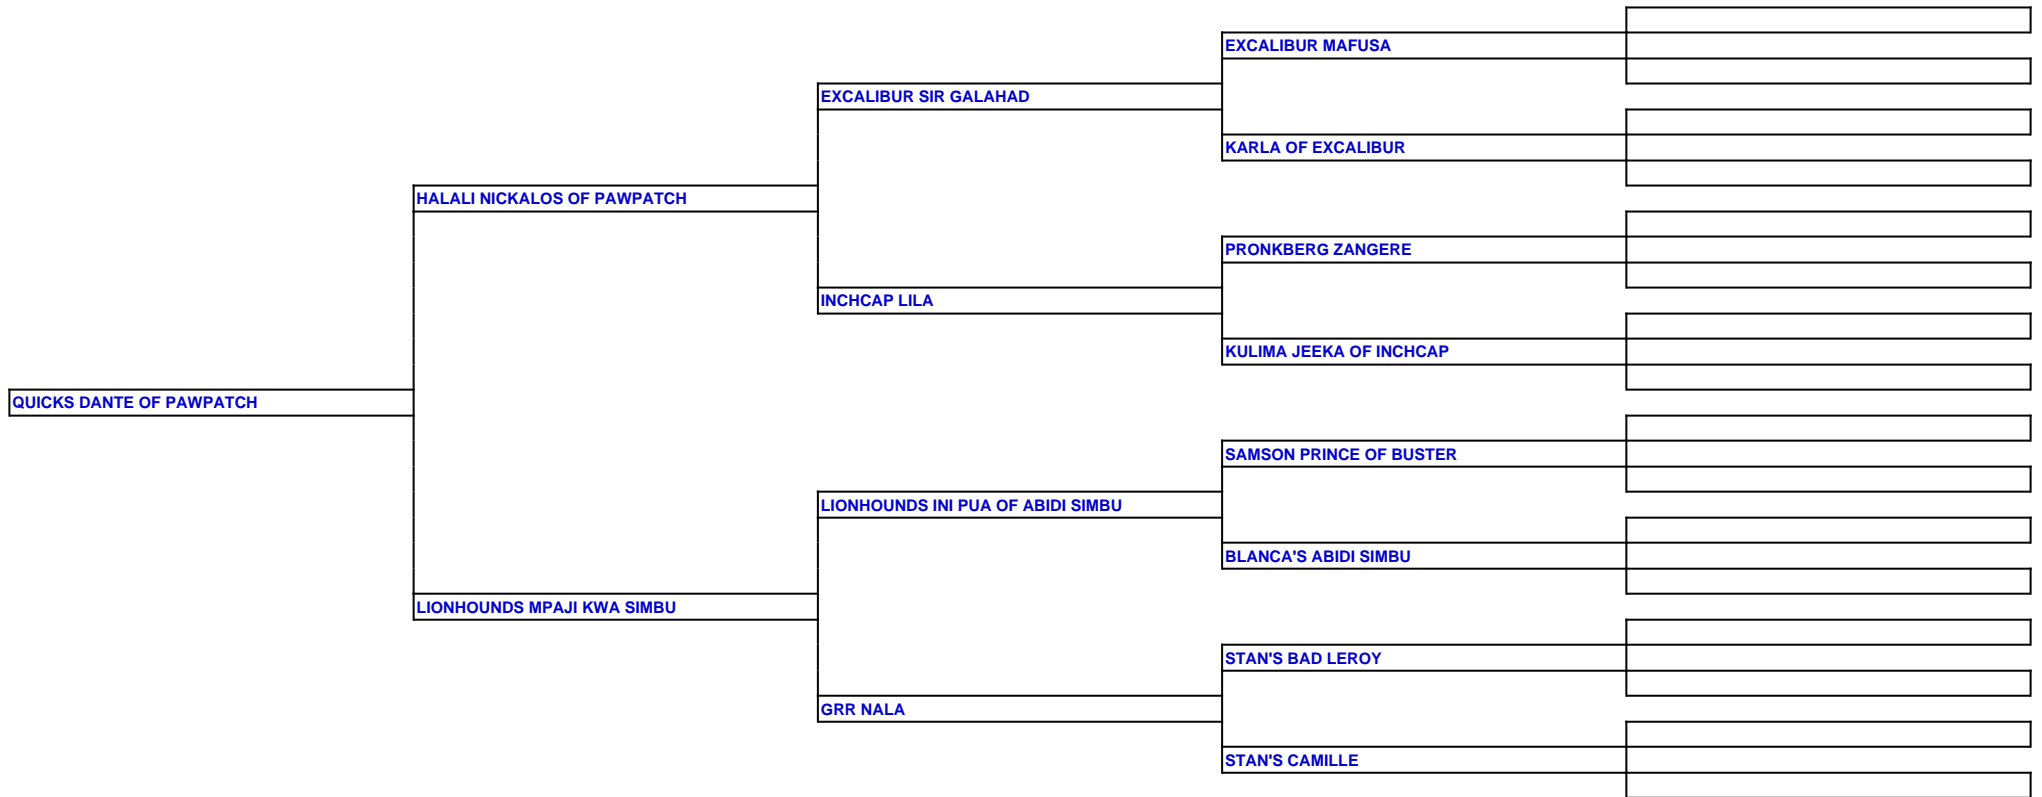 EXCALIBUR MAFUSA
EXCALIBUR SIR GALAHAD
KARLA OF EXCALIBUR
HALALI NICKALOS OF PAWPATCH
PRONKBERG ZANGERE
INCHCAP LILA
KULIMA JEEKA OF INCHCAP
QUICKS DANTE OF PAWPATCH
SAMSON PRINCE OF BUSTER
LIONHOUNDS INI PUA OF ABIDI SIMBU
BLANCA'S ABIDI SIMBU
LIONHOUNDS MPAJI KWA SIMBU
STAN'S BAD LEROY
GRR NALA
STAN'S CAMILLE